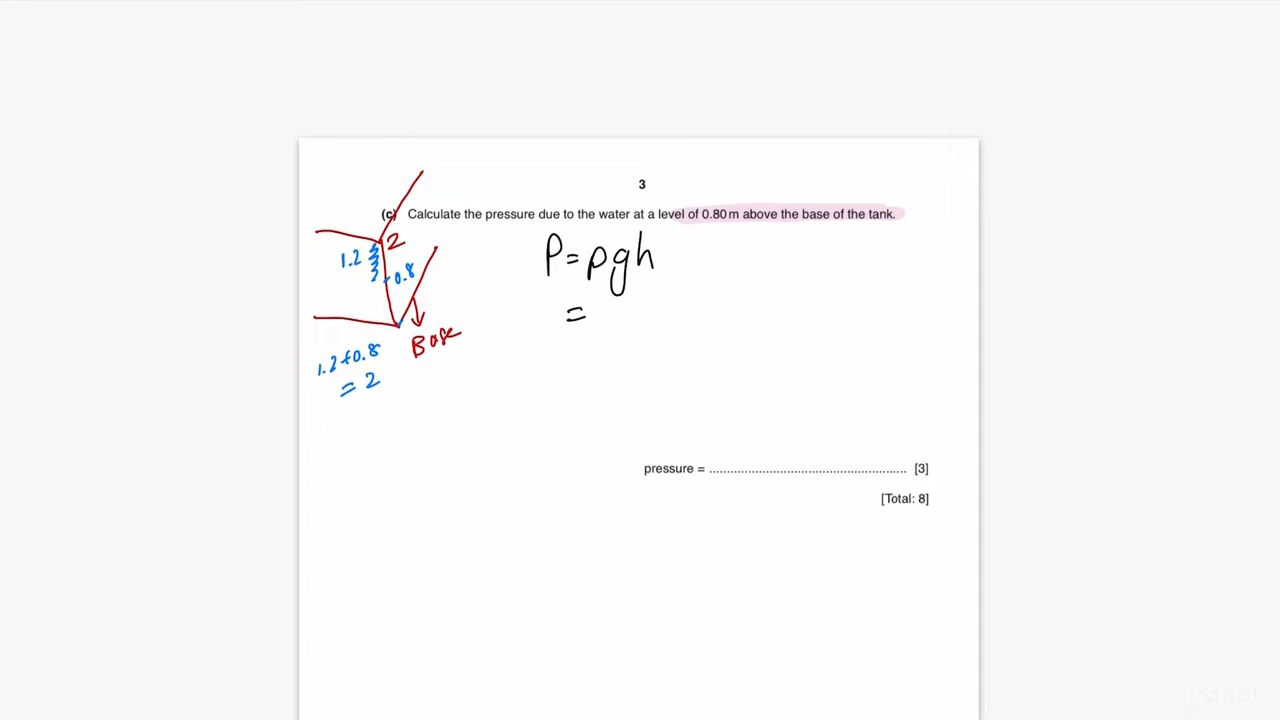 3
(c) Calculate the pressure due to the water at a level of 0.80 m above the base of the tank.
2
1.2
0.8
Base
1.2+0.8
= 2
P=ρgh
=
pressure = ........................................................ [3]
[Total: 8]